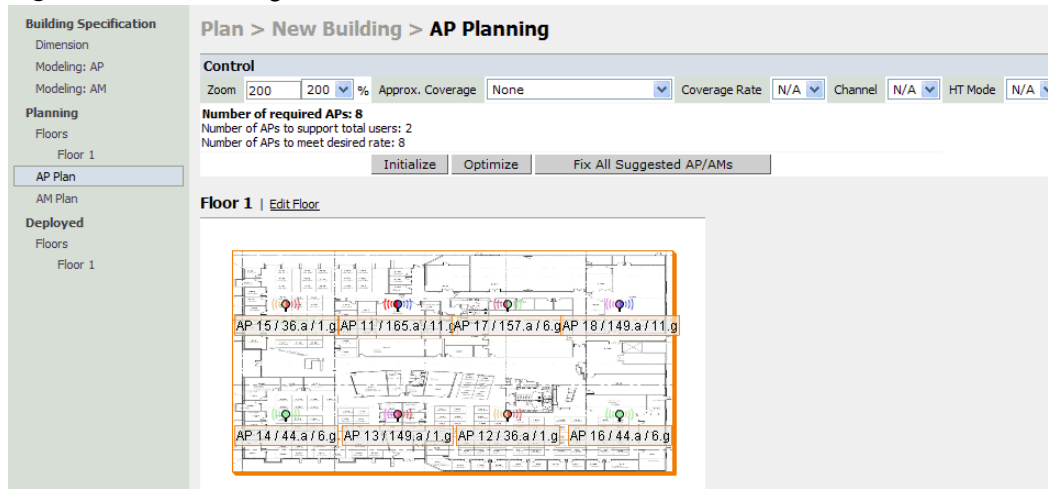 Building Specification
Dimension
Modeling: AP
Modeling: AM
Planning
Floors
Floor 1
AP Plan
AM Plan
Deployed
Floors
Floor 1
Plan > New Building > AP Planning
Control
Zoom 200 200 % Approx. Coverage None Coverage Rate N/A Channel N/A HT Mode N/A
Number of required APs: 8
Number of APs to support total users: 2
Number of APs to meet desired rate: 8
Initialize Optimize Fix All Suggested AP/AMs
Floor 1 | Edit Floor
AP 15 / 36.a / 1.g AP 11 / 165.a / 11.g AP 17 / 157.a / 6.g AP 18 / 149.a / 11.g
AP 14 / 44.a / 6.g AP 13 / 149.a / 1.g AP 12 / 36.a / 1.g AP 16 / 44.a / 6.g